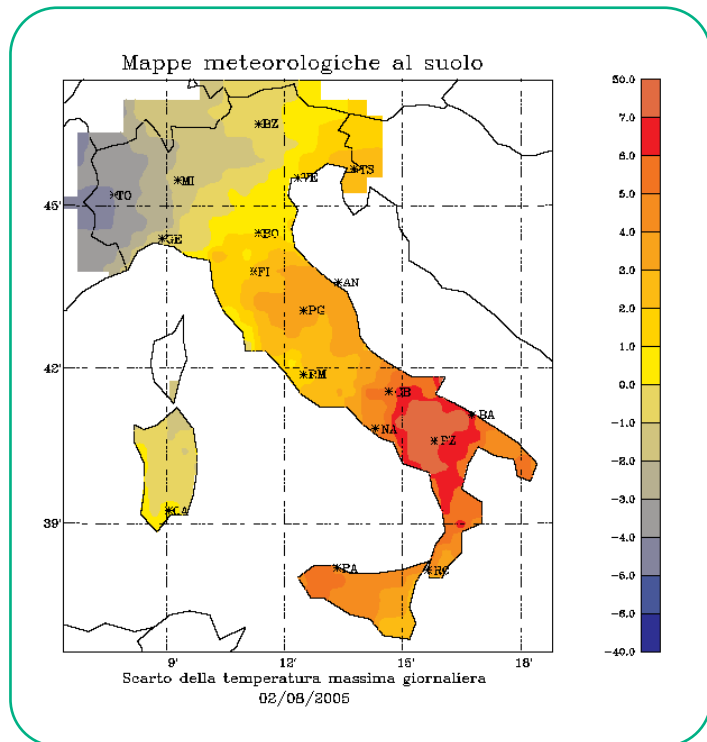 Mappe meteorologiche al suolo
50.0
7.0
6.0
5.0
4.0
3.0
2.0
1.0
0.0
-1.0
-2.0
-3.0
-4.0
-5.0
-6.0
-40.0
BZ
MI
TO
VE
TS
GE
BO
FI
AN
PG
RM
CB
BA
NA
PZ
CA
PA
RC
45'
42'
39'
9'
12'
15'
18'
Scarto della temperatura massima giornaliera
02/08/2005